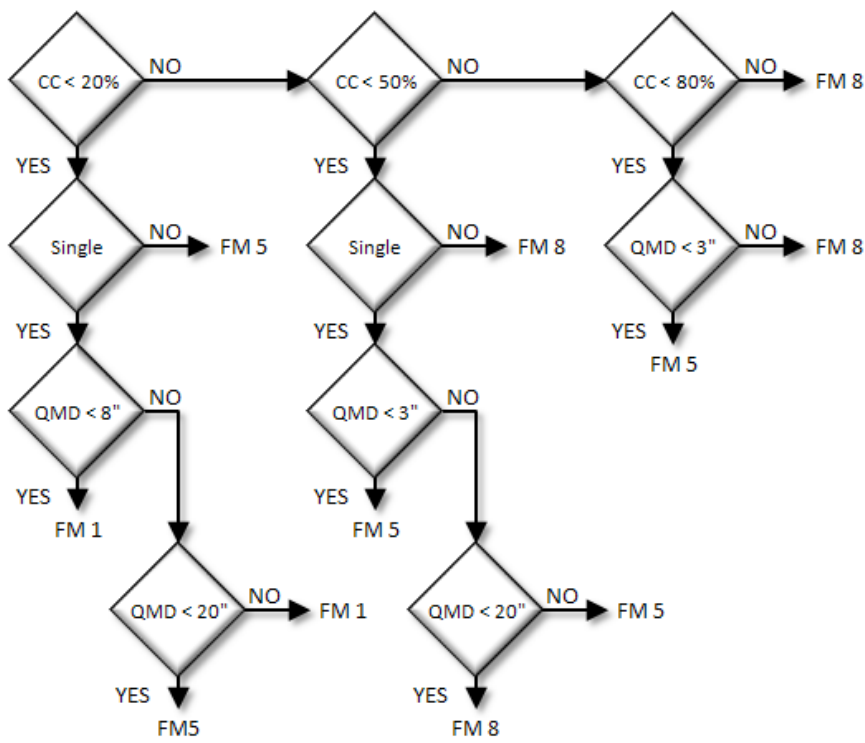 CC < 20%
NO
CC < 50%
NO
CC < 80%
NO
FM 8
YES
YES
YES
Single
NO
FM 5
Single
NO
FM 8
QMD < 3"
NO
FM 8
YES
YES
YES
FM 5
QMD < 8"
NO
QMD < 3"
NO
YES
YES
FM 1
FM 5
QMD < 20"
NO
FM 1
QMD < 20"
NO
FM 5
YES
YES
FM5
FM 8